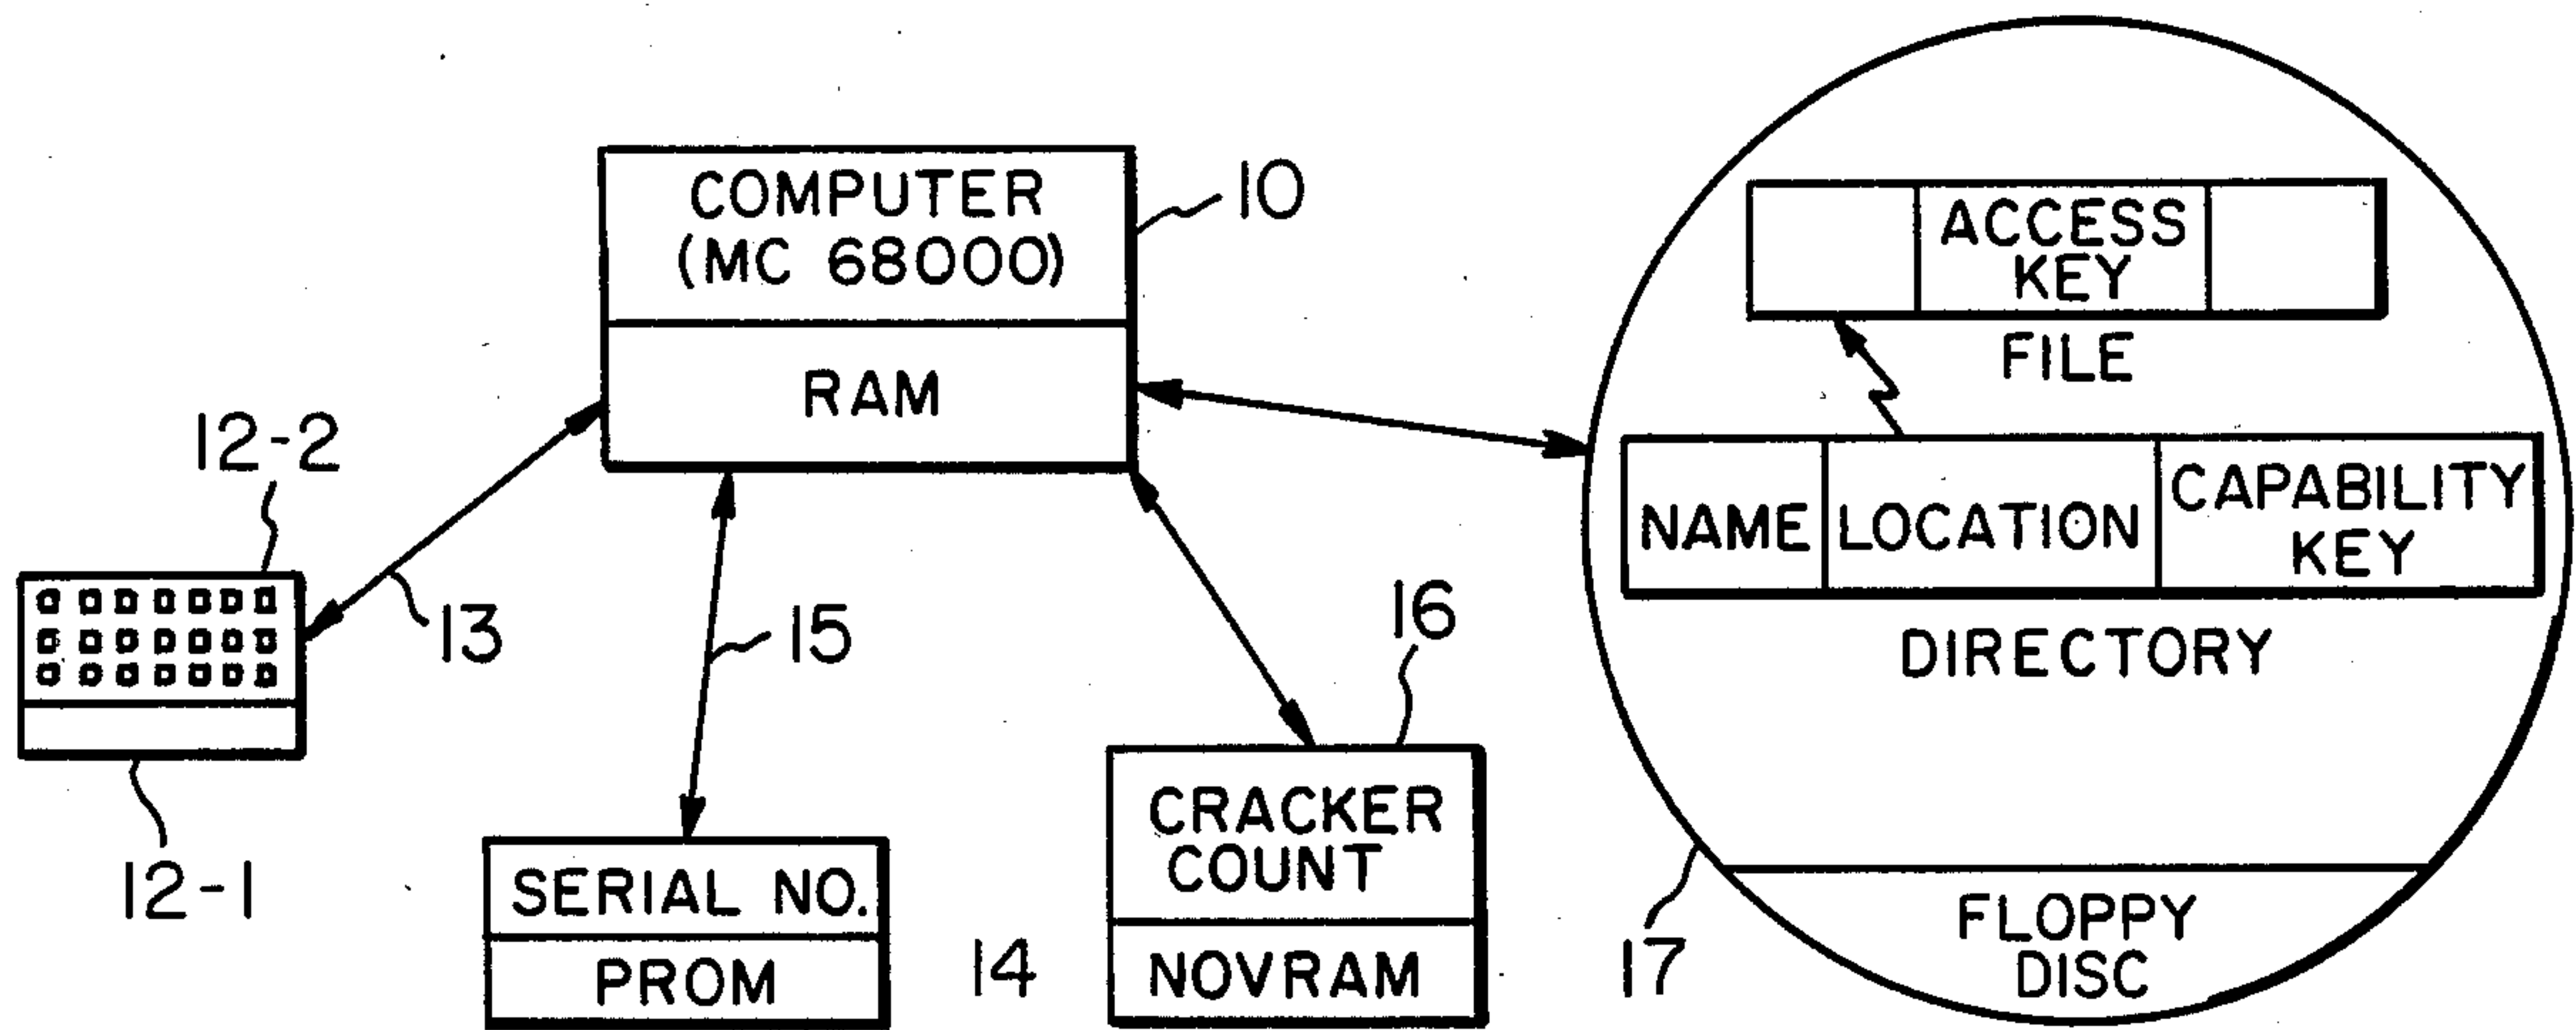 COMPUTER
(MC 68000)
RAM
10
12-2
13
12-1
15
SERIAL NO.
PROM
14
16
CRACKER
COUNT
NOVRAM
ACCESS
KEY
FILE
NAME
LOCATION
CAPABILITY
KEY
DIRECTORY
17
FLOPPY
DISC